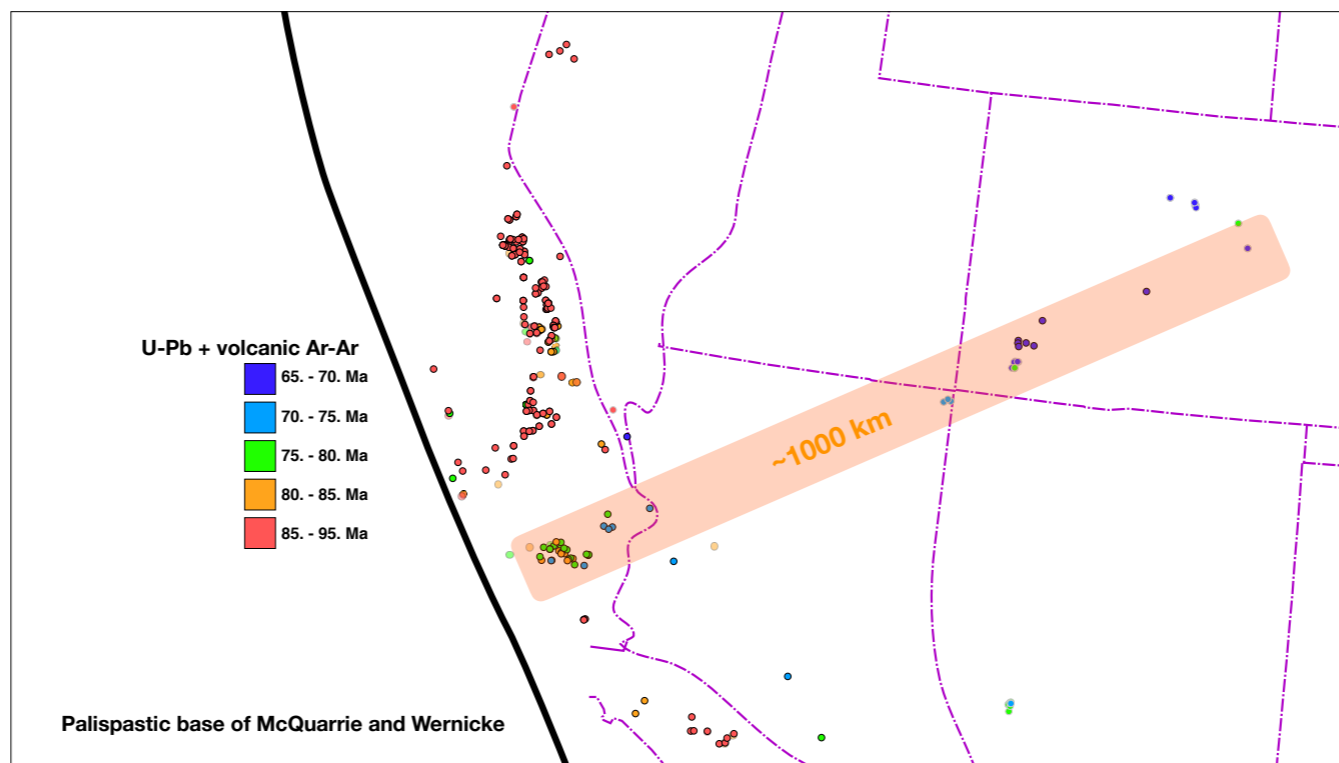 U-Pb + volcanic Ar-Ar
65. - 70. Ma
70. - 75. Ma
75. - 80. Ma
80. - 85. Ma
85. - 95. Ma
~1000 km
Palispastic base of McQuarrie and Wernicke